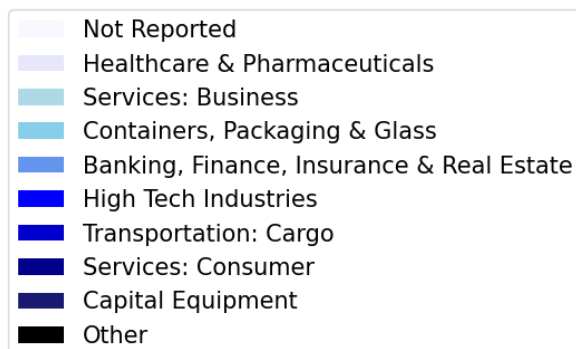 Not Reported
Healthcare & Pharmaceuticals
Services: Business
Containers, Packaging & Glass
Banking, Finance, Insurance & Real Estate
High Tech Industries
Transportation: Cargo
Services: Consumer
Capital Equipment
Other